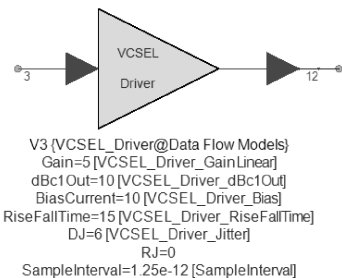 VCSEL
Driver
3
12
V3 {VCSEL_Driver@Data Flow Models}
Gain=5 [VCSEL_Driver_GainLinear]
dBc1Out=10 [VCSEL_Driver_dBc1Out]
BiasCurrent=10 [VCSEL_Driver_Bias]
RiseFallTime=15 [VCSEL_Driver_RiseFallTime]
DJ=6 [VCSEL_Driver_Jitter]
RJ=0
SampleInterval=1.25e-12 [SampleInterval]